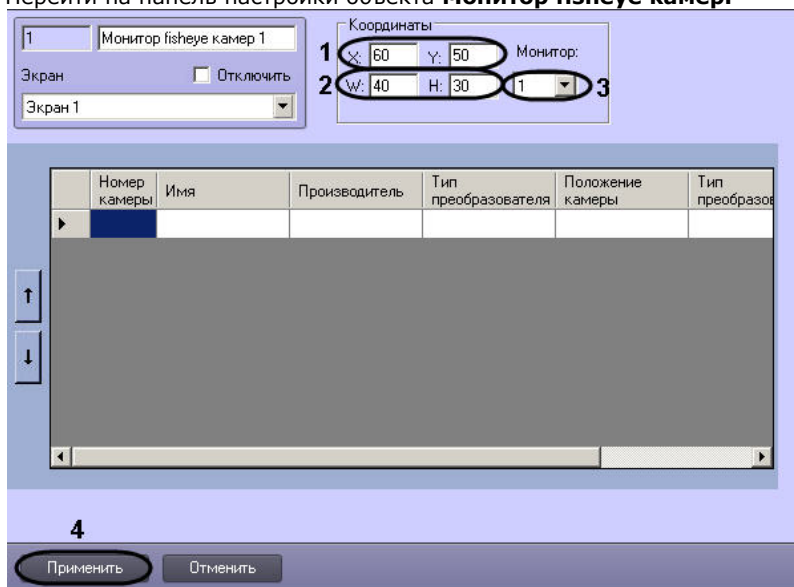 Перейти на панель настройки объекта Монитор fisheye камер.
1 Монитор fisheye камер 1
Экран Отключить
Экран 1
Координаты
1 X: 60 Y: 50 Монитор:
2 W: 40 H: 30 1 3
Номер камеры Имя Производитель Тип преобразователя Положение камеры Тип преобразов
↑
↓
4
Применить Отменить